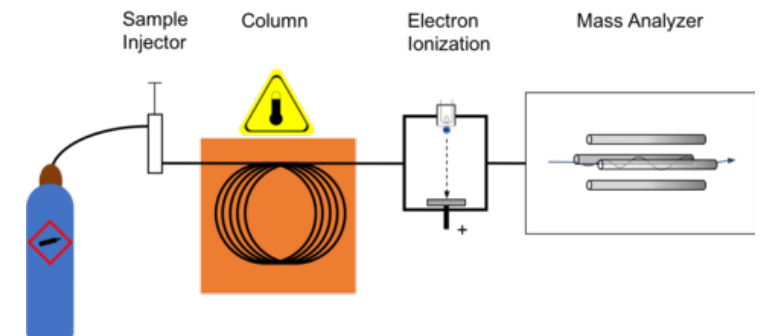 Sample
Injector
Column
Electron
Ionization
Mass Analyzer
+